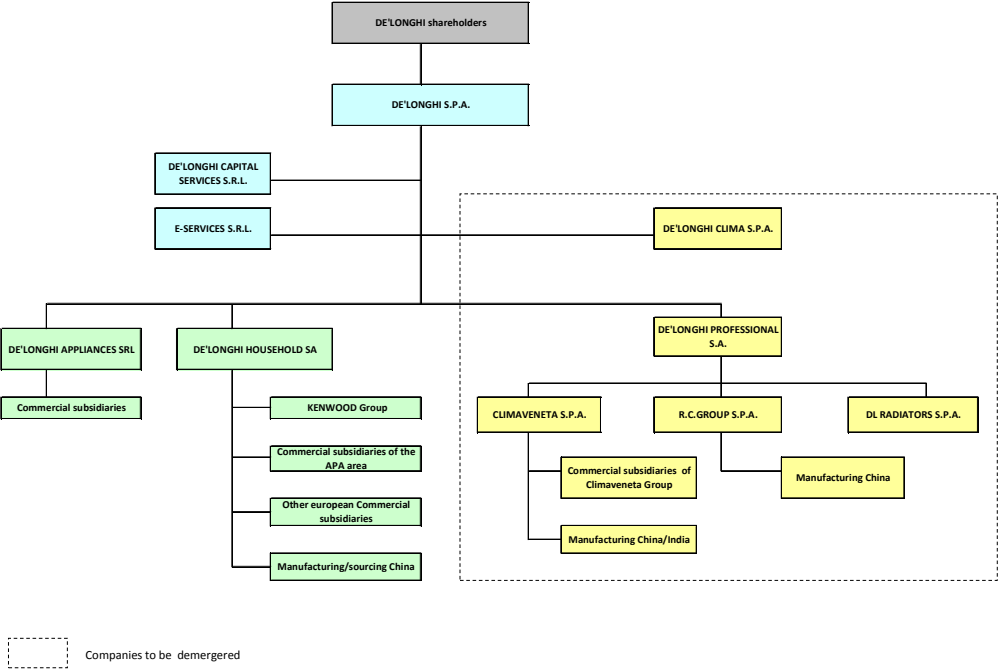 DE'LONGHI shareholders
DE'LONGHI S.P.A.
DE'LONGHI CAPITAL
SERVICES S.R.L.
E-SERVICES S.R.L.
DE'LONGHI CLIMA S.P.A.
DE'LONGHI APPLIANCES SRL
DE'LONGHI HOUSEHOLD SA
DE'LONGHI PROFESSIONAL
S.A.
Commercial subsidiaries
KENWOOD Group
Commercial subsidiaries of the
APA area
Other european Commercial
subsidiaries
Manufacturing/sourcing China
CLIMAVENETA S.P.A.
R.C.GROUP S.P.A.
DL RADIATORS S.P.A.
Commercial subsidiaries of
Climaveneta Group
Manufacturing China
Manufacturing China/India
Companies to be demergered